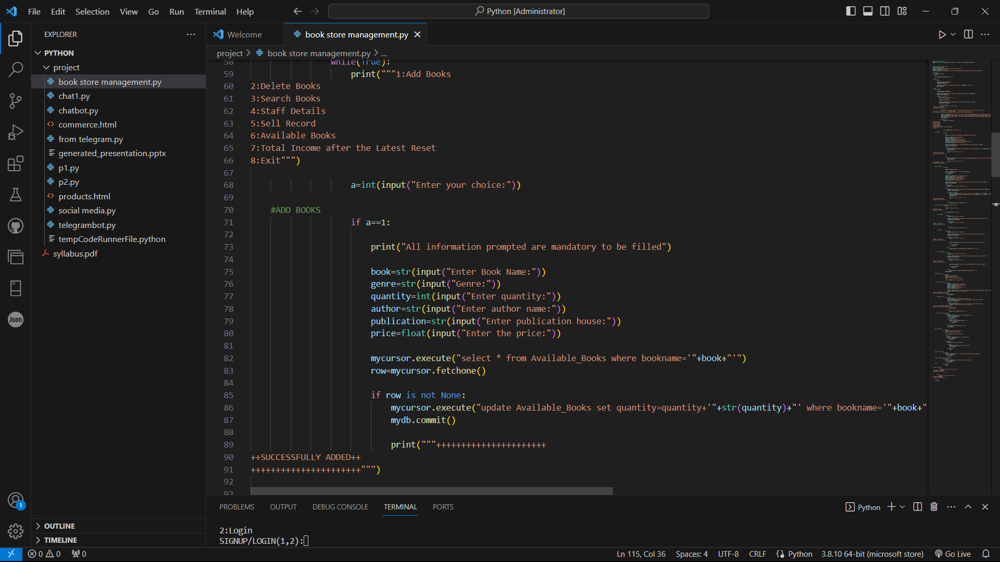 File Edit Selection View Go Run Terminal Help
Python [Administrator]
EXPLORER
PYTHON
project
book store management.py
chat1.py
chatbot.py
commerce.html
from telegram.py
generated_presentation.pptx
p1.py
p2.py
products.html
social media.py
telegrambot.py
tempCodeRunnerFile.python
syllabus.pdf
OUTLINE
TIMELINE
Json
1
Welcome
book store management.py
project > book store management.py > ...
58 while(True):
59 print("""1:Add Books
60 2:Delete Books
61 3:Search Books
62 4:Staff Details
63 5:Sell Record
64 6:Available Books
65 7:Total Income after the Latest Reset
66 8:Exit""")
67
68 a=int(input("Enter your choice:"))
69
70 #ADD BOOKS
71 if a==1:
72
73 print("All information prompted are mandatory to be filled")
74
75 book=str(input("Enter Book Name:"))
76 genre=str(input("Genre:"))
77 quantity=int(input("Enter quantity:"))
78 author=str(input("Enter author name:"))
79 publication=str(input("Enter publication house:"))
80 price=float(input("Enter the price:"))
81
82 mycursor.execute("select * from Available_Books where bookname='"+book+"'")
83 row=mycursor.fetchone()
84
85 if row is not None:
86 mycursor.execute("update Available_Books set quantity=quantity+'"+str(quantity)+"' where bookname='"+book+"
87 mydb.commit()
88
89 print("""++++++++++++++++++++++
90 ++SUCCESSFULLY ADDED++
91 ++++++++++++++++++++++""")
92
93
PROBLEMS OUTPUT DEBUG CONSOLE TERMINAL PORTS
Python
2:Login
SIGNUP/LOGIN(1,2):
0 0 0
Ln 115, Col 36 Spaces: 4 UTF-8 CRLF Python 3.8.10 64-bit (microsoft store) Go Live